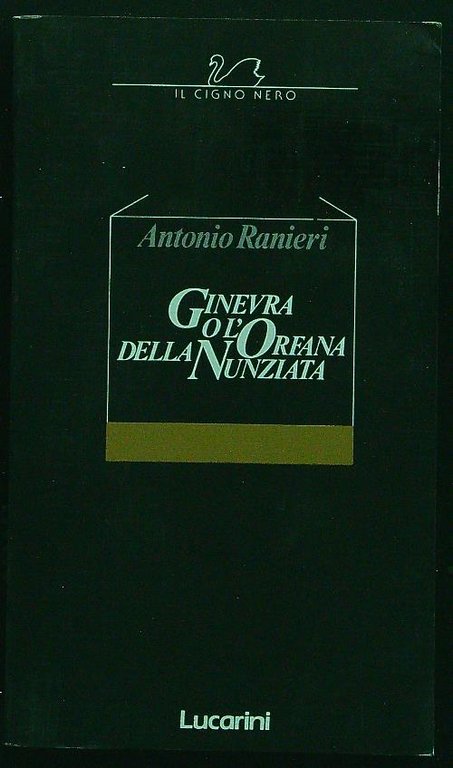 IL CIGNO NERO
Antonio Ranieri
GINEVRA
O L'ORFANA
DELLA NUNZIATA
Lucarini